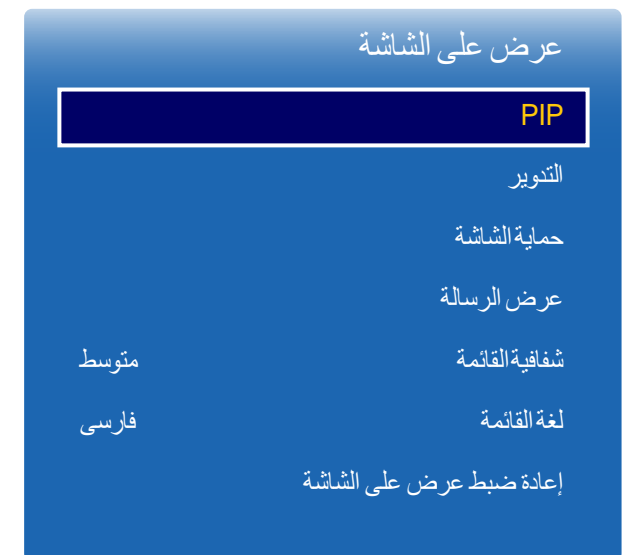 عرض على الشاشة
PIP
التدوير
حماية الشاشة
عرض الرسالة
شفافية القائمة متوسط
لغة القائمة فارسی
إعادة ضبط عرض على الشاشة